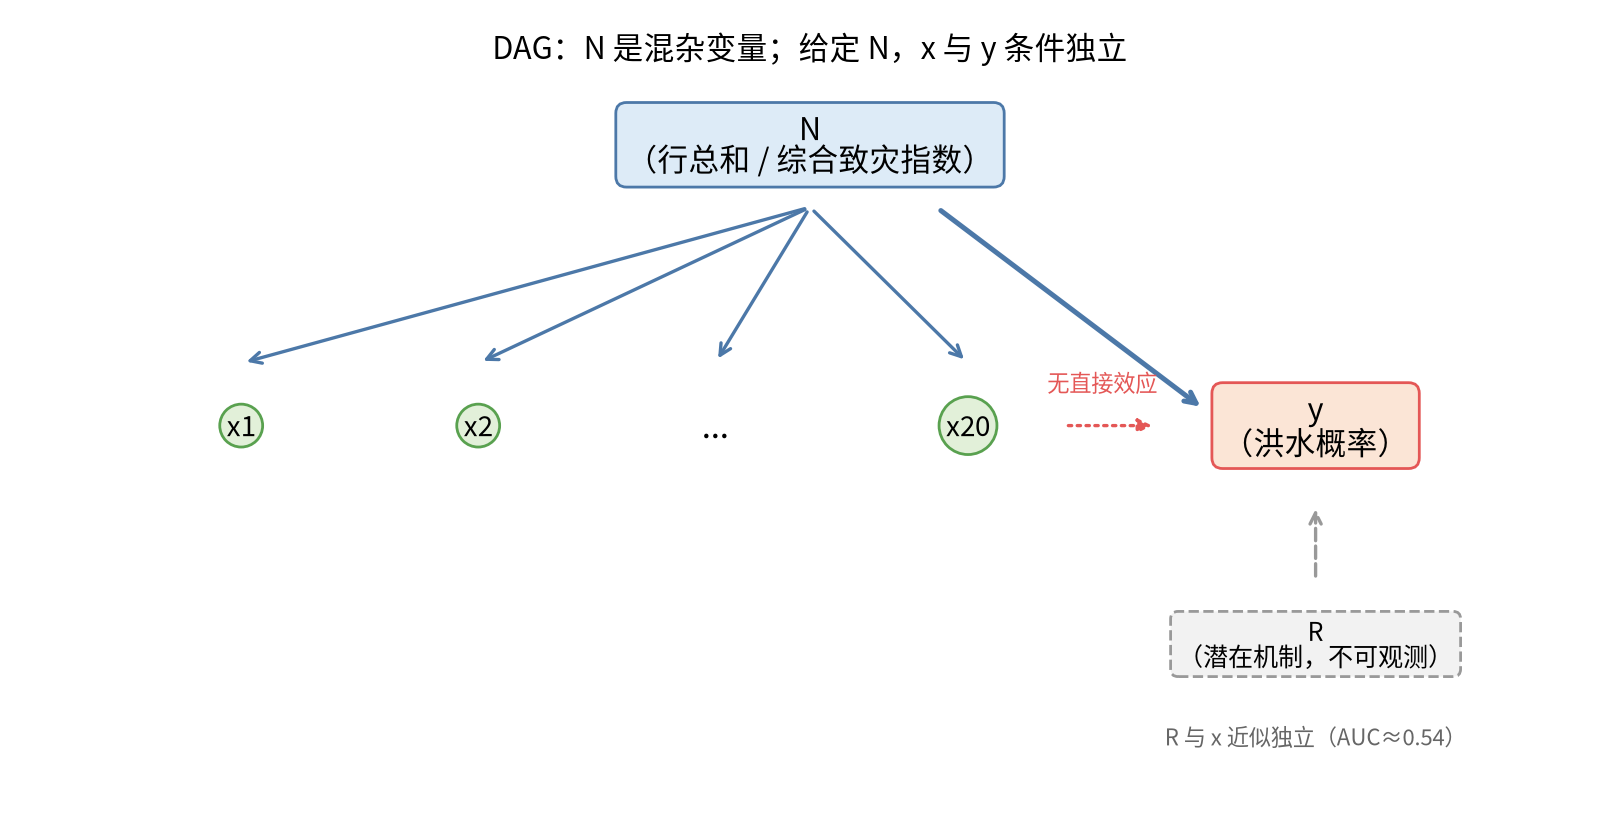 DAG：N 是混杂变量；给定 N，x 与 y 条件独立
N
（行总和 / 综合致灾指数）
无直接效应
x1
x2
...
x20
y
（洪水概率）
R
（潜在机制，不可观测）
R 与 x 近似独立（AUC≈0.54）